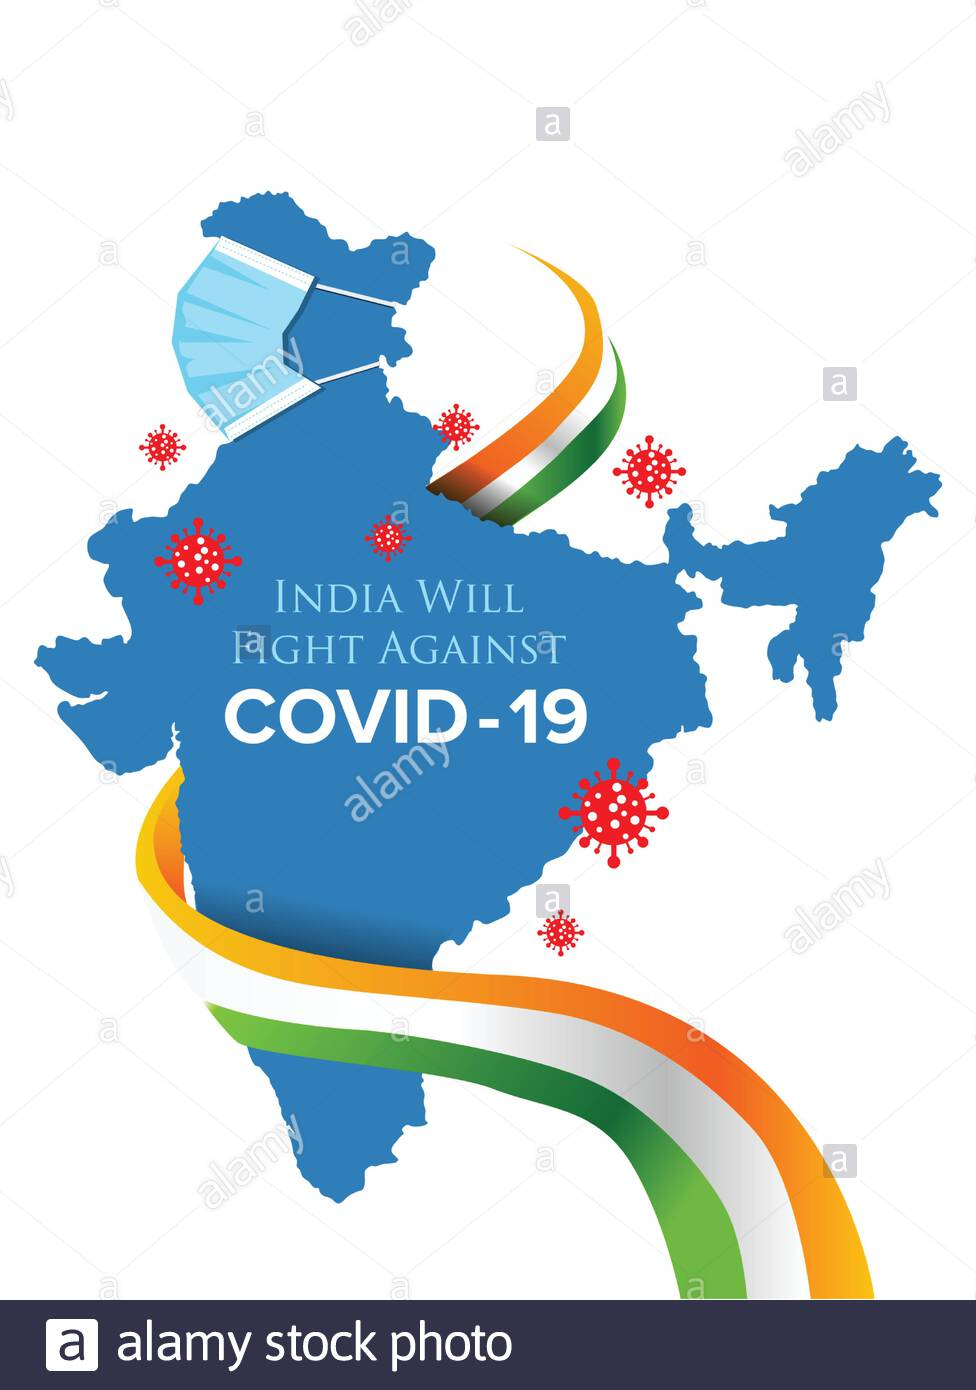 India Will
Fight Against
COVID-19
a alamy stock photo